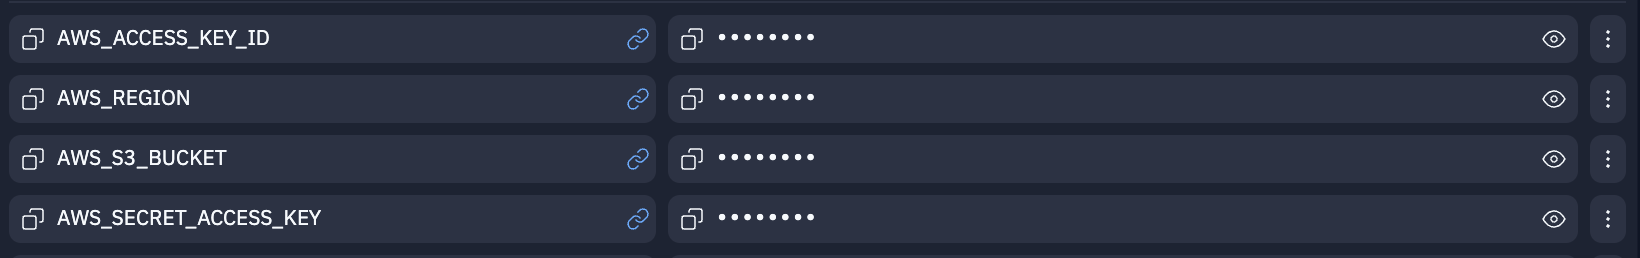 AWS_ACCESS_KEY_ID ••••••••
AWS_REGION ••••••••
AWS_S3_BUCKET ••••••••
AWS_SECRET_ACCESS_KEY ••••••••